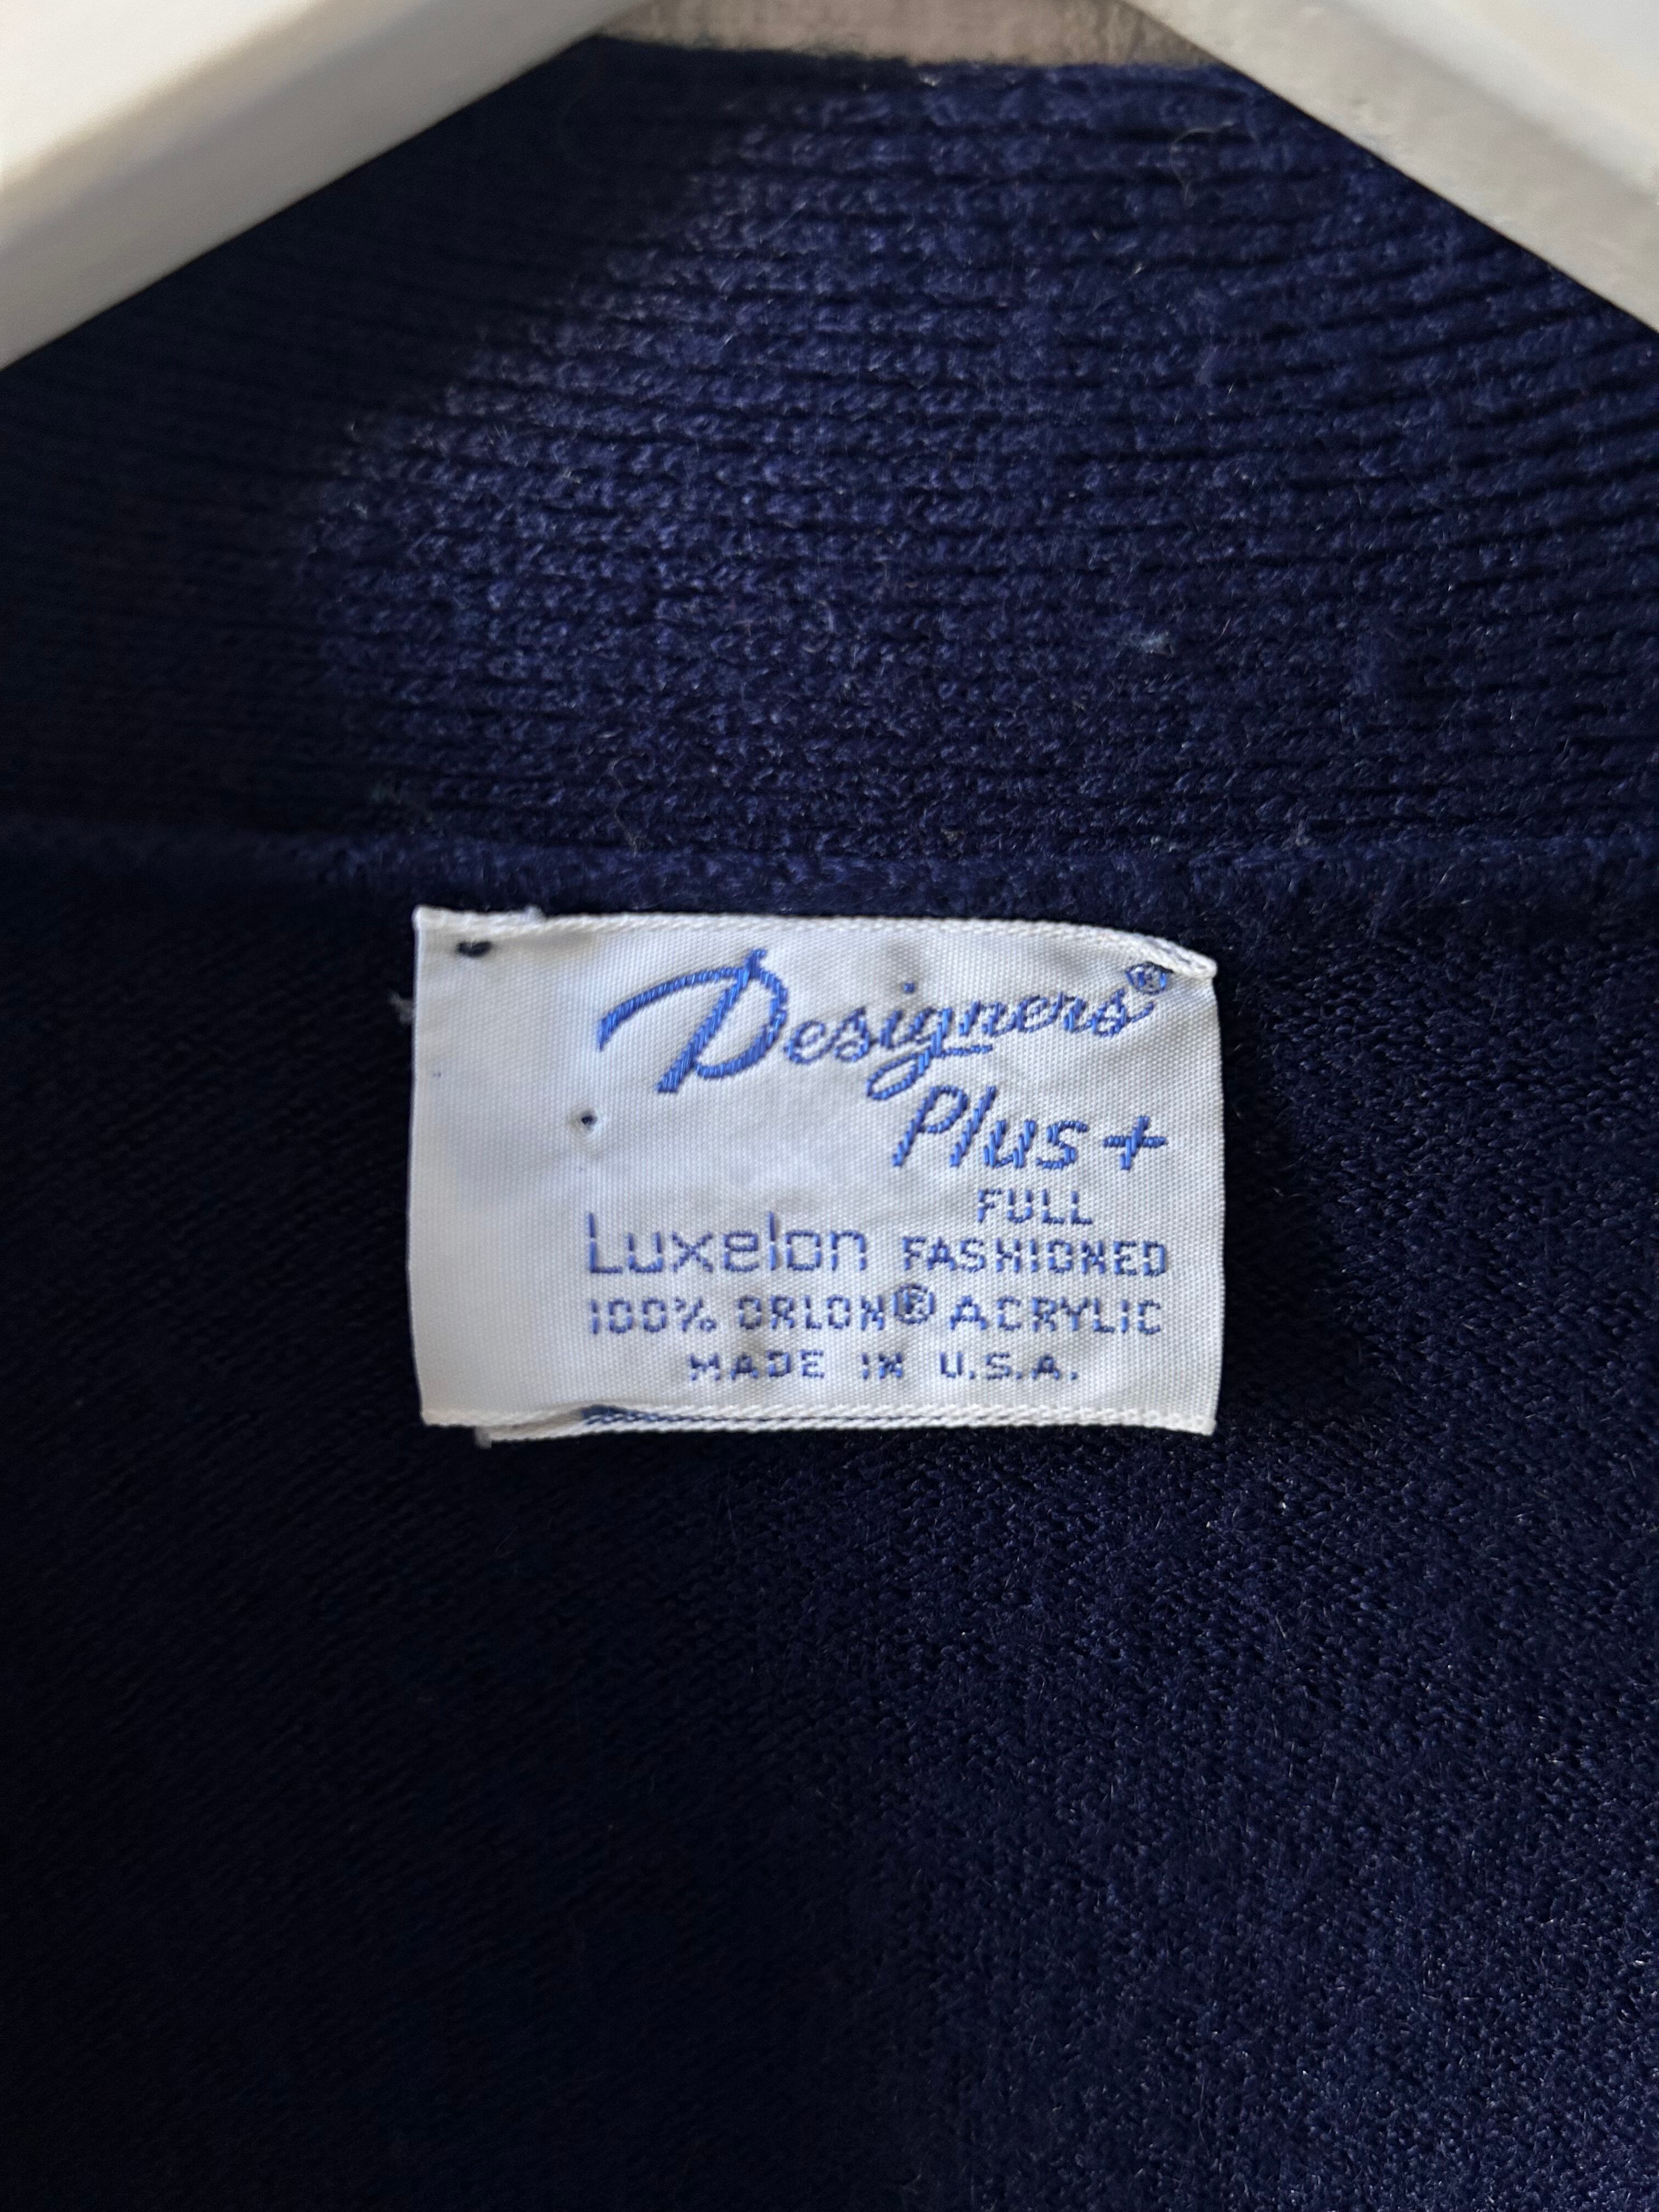 Designers®
Plus+
FULL
Luxelon FASHIONED
100% ORLON® ACRYLIC
MADE IN U.S.A.